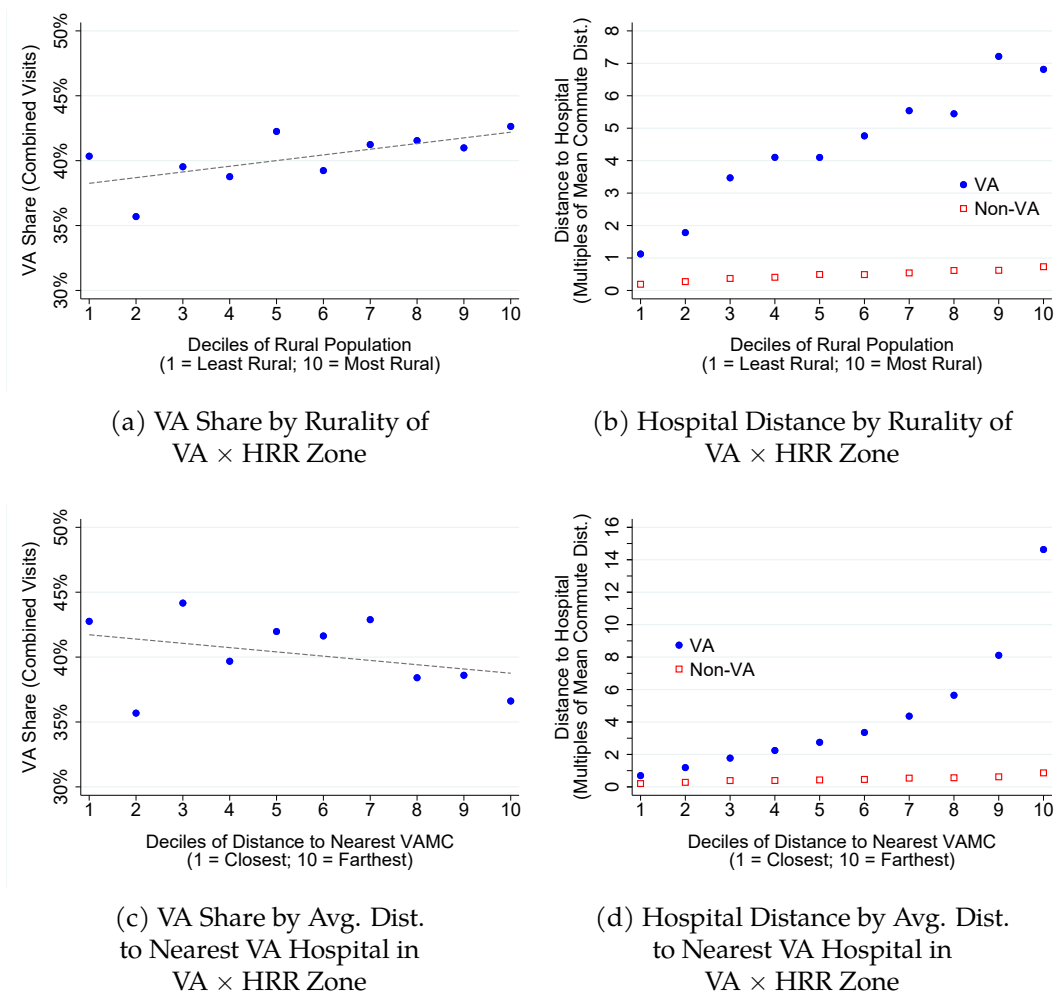 50%
45%
40%
35%
30%
VA Share (Combined Visits)
1 2 3 4 5 6 7 8 9 10
Deciles of Rural Population
(1 = Least Rural; 10 = Most Rural)
(a) VA Share by Rurality of
VA × HRR Zone
8
7
6
5
4
3
2
1
0
Distance to Hospital
(Multiples of Mean Commute Dist.)
VA
Non-VA
1 2 3 4 5 6 7 8 9 10
Deciles of Rural Population
(1 = Least Rural; 10 = Most Rural)
(b) Hospital Distance by Rurality of
VA × HRR Zone
50%
45%
40%
35%
30%
VA Share (Combined Visits)
1 2 3 4 5 6 7 8 9 10
Deciles of Distance to Nearest VAMC
(1 = Closest; 10 = Farthest)
(c) VA Share by Avg. Dist.
to Nearest VA Hospital in
VA × HRR Zone
16
14
12
10
8
6
4
2
0
Distance to Hospital
(Multiples of Mean Commute Dist.)
VA
Non-VA
1 2 3 4 5 6 7 8 9 10
Deciles of Distance to Nearest VAMC
(1 = Closest; 10 = Farthest)
(d) Hospital Distance by Avg. Dist.
to Nearest VA Hospital in
VA × HRR Zone